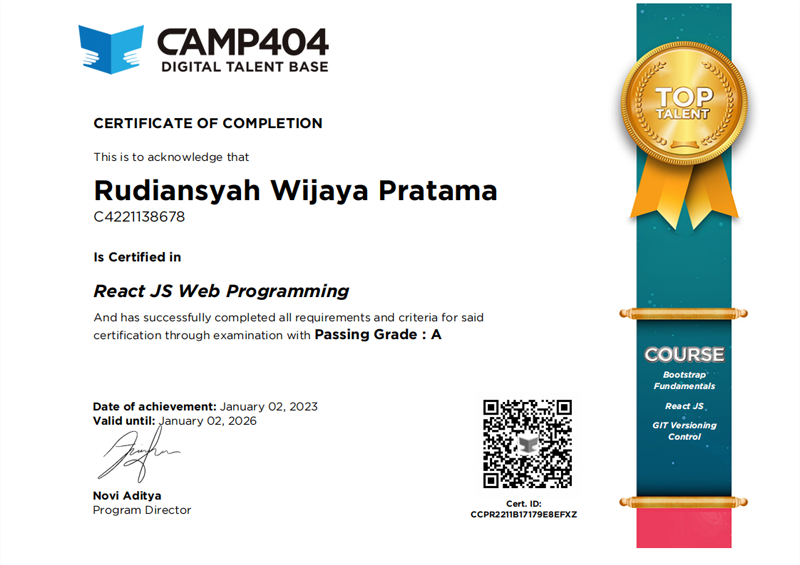 CAMP404
DIGITAL TALENT BASE
CERTIFICATE OF COMPLETION
This is to acknowledge that
Rudiansyah Wijaya Pratama
C4221138678
Is Certified in
React JS Web Programming
And has successfully completed all requirements and criteria for said
certification through examination with Passing Grade : A
Date of achievement: January 02, 2023
Valid until: January 02, 2026
Novi Aditya
Program Director
Cert. ID:
CCPR2211B17179E8EFXZ
TOP
TALENT
COURSE
Bootstrap
Fundamentals
React JS
GIT Versioning
Control